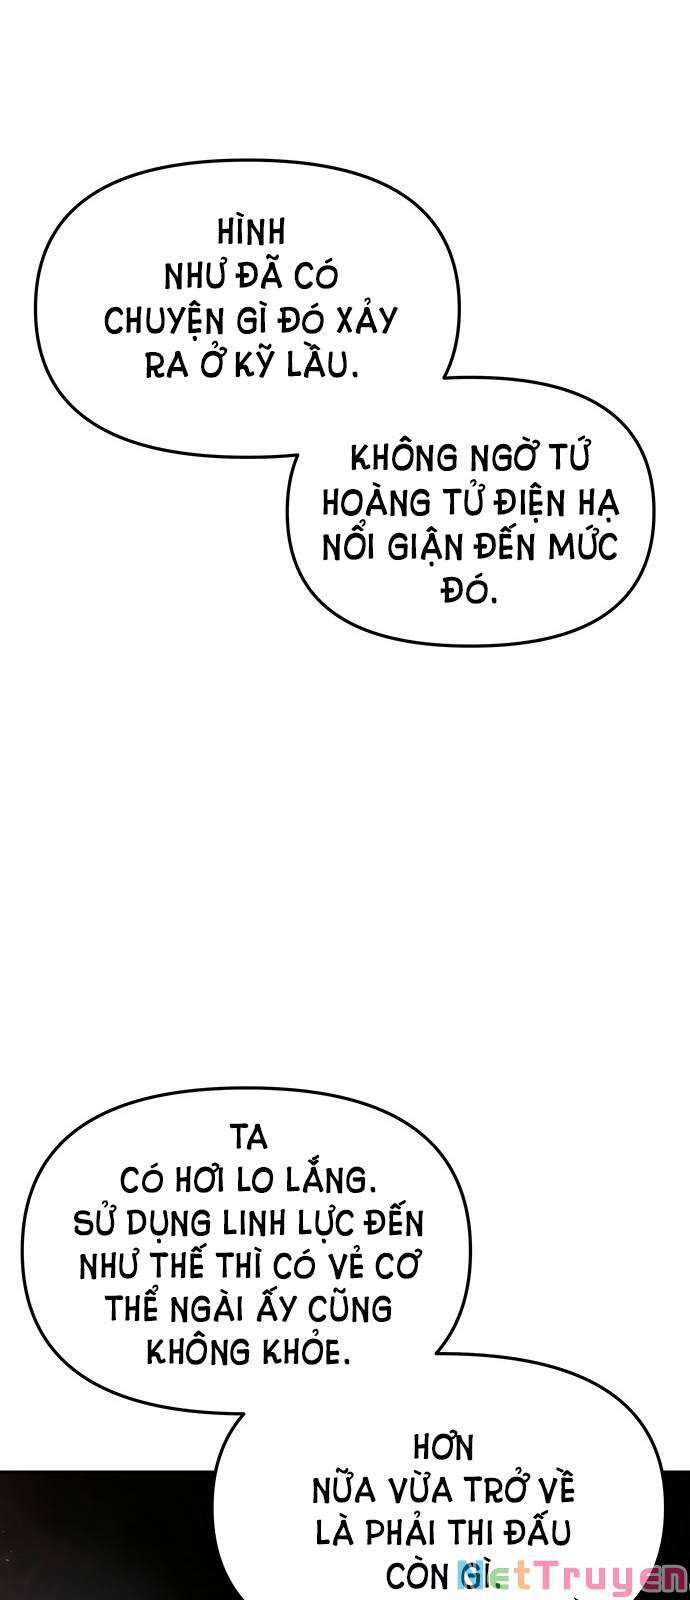 HÌNH
NHƯ ĐÃ CÓ
CHUYỆN GÌ ĐÓ XẢY
RA Ở KỸ LẦU.
KHÔNG NGỜ TỨ
HOÀNG TỬ ĐIỆN HẠ
NỔI GIẬN ĐẾN MỨC
ĐÓ.
TA
CÓ HƠI LO LẮNG.
SỬ DỤNG LINH LỰC ĐẾN
NHƯ THẾ THÌ CÓ VẺ CƠ
THỂ NGÀI ẤY CŨNG
KHÔNG KHỎE.
HƠN
NỮA VỪA TRỞ VỀ
LÀ PHẢI THI ĐẤU
CÒN GÌ.
NetTruyen